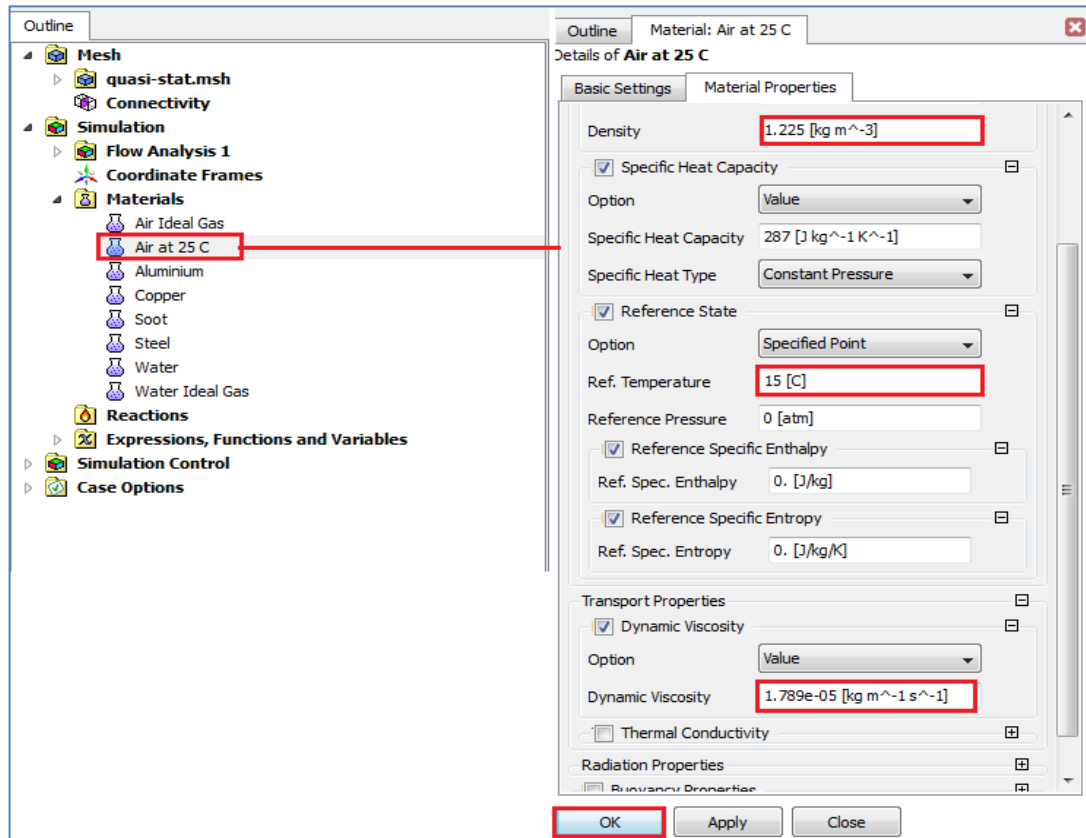 Outline
Mesh
quasi-stat.msh
Connectivity
Simulation
Flow Analysis 1
Coordinate Frames
Materials
Air Ideal Gas
Air at 25 C
Aluminium
Copper
Soot
Steel
Water
Water Ideal Gas
Reactions
Expressions, Functions and Variables
Simulation Control
Case Options
Outline Material: Air at 25 C
Details of Air at 25 C
Basic Settings Material Properties
Density 1.225 [kg m^-3]
Specific Heat Capacity
Option Value
Specific Heat Capacity 287 [J kg^-1 K^-1]
Specific Heat Type Constant Pressure
Reference State
Option Specified Point
Ref. Temperature 15 [C]
Reference Pressure 0 [atm]
Reference Specific Enthalpy
Ref. Spec. Enthalpy 0. [J/kg]
Reference Specific Entropy
Ref. Spec. Entropy 0. [J/kg/K]
Transport Properties
Dynamic Viscosity
Option Value
Dynamic Viscosity 1.789e-05 [kg m^-1 s^-1]
Thermal Conductivity
Radiation Properties
Buoyancy Properties
OK Apply Close